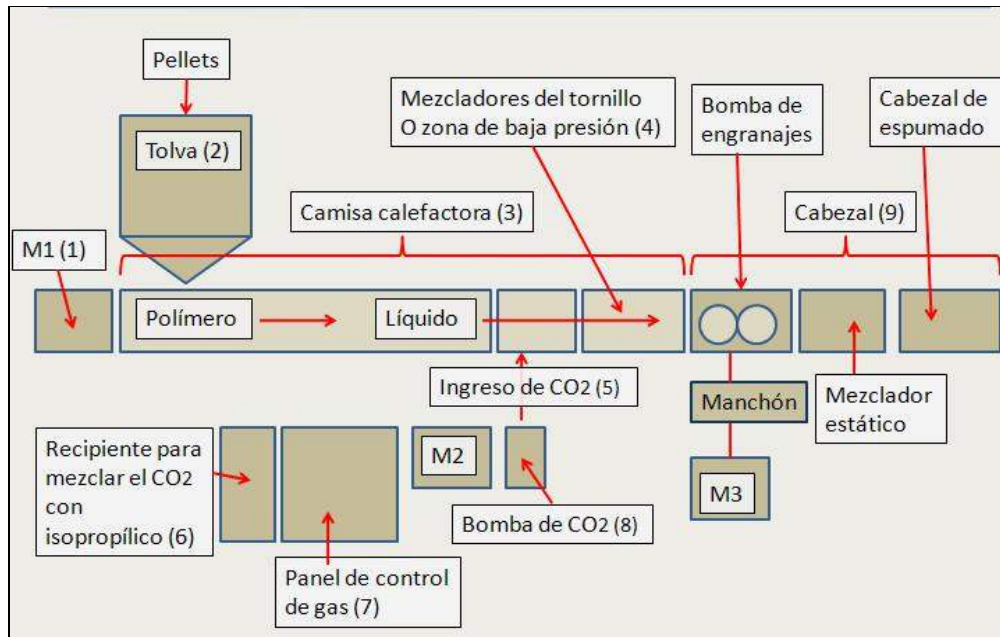 Pellets
Tolva (2)
Mezcladores del tornillo
O zona de baja presión (4)
Bomba de
engranajes
Cabezal de
espumado
Camisa calefactora (3)
Cabezal (9)
M1 (1)
Polímero
Líquido
Ingreso de CO2 (5)
Manchón
Mezclador
estático
Recipiente para
mezclar el CO2
con
isopropílico (6)
M2
M3
Bomba de CO2 (8)
Panel de control
de gas (7)